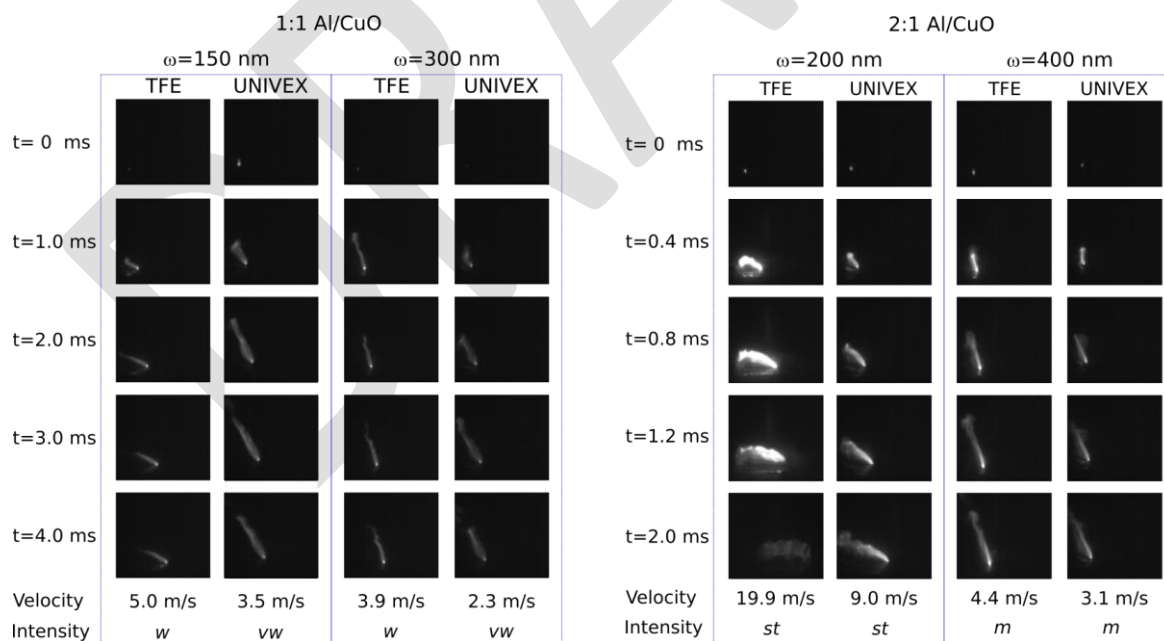 1:1 Al/CuO
ω=150 nm ω=300 nm
TFE UNIVEX TFE UNIVEX
t= 0 ms
t=1.0 ms
t=2.0 ms
t=3.0 ms
t=4.0 ms
Velocity 5.0 m/s 3.5 m/s 3.9 m/s 2.3 m/s
Intensity w vw w vw
2:1 Al/CuO
ω=200 nm ω=400 nm
TFE UNIVEX TFE UNIVEX
t= 0 ms
t=0.4 ms
t=0.8 ms
t=1.2 ms
t=2.0 ms
Velocity 19.9 m/s 9.0 m/s 4.4 m/s 3.1 m/s
Intensity st st m m